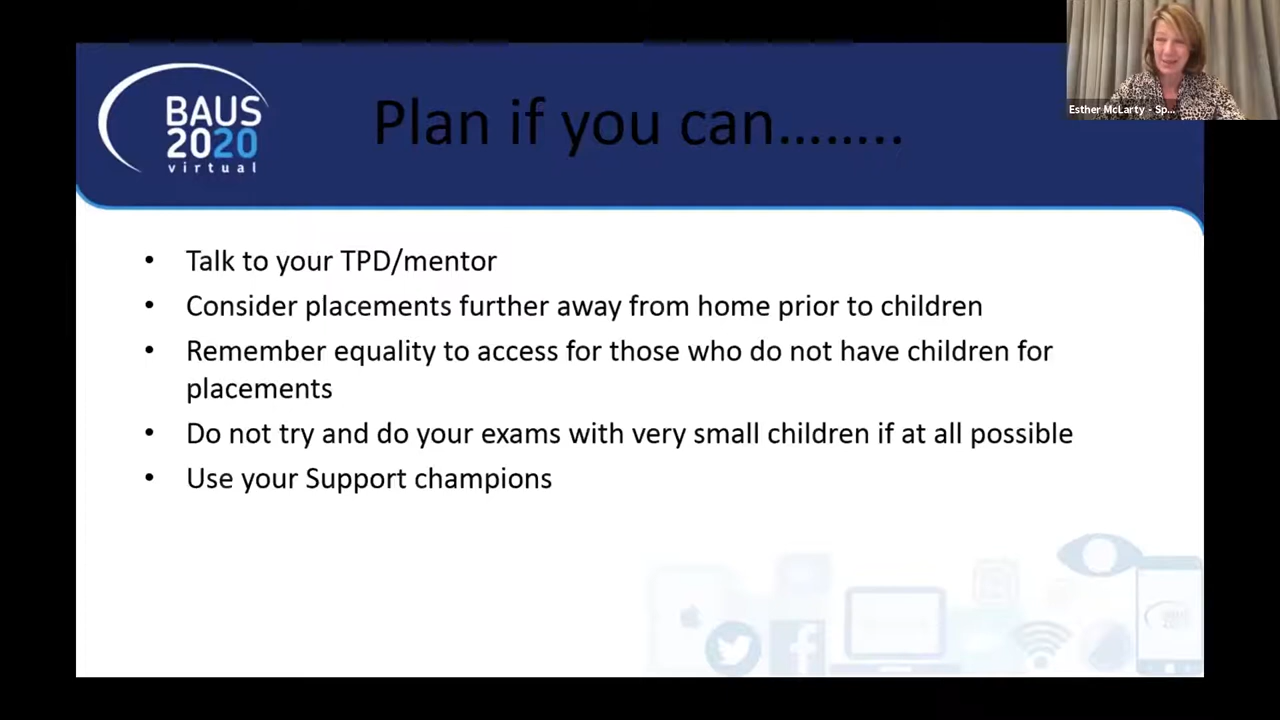 BAUS
2020
virtual
Plan if you can........
Esther McLarty - Sp...
• Talk to your TPD/mentor
• Consider placements further away from home prior to children
• Remember equality to access for those who do not have children for
placements
• Do not try and do your exams with very small children if at all possible
• Use your Support champions